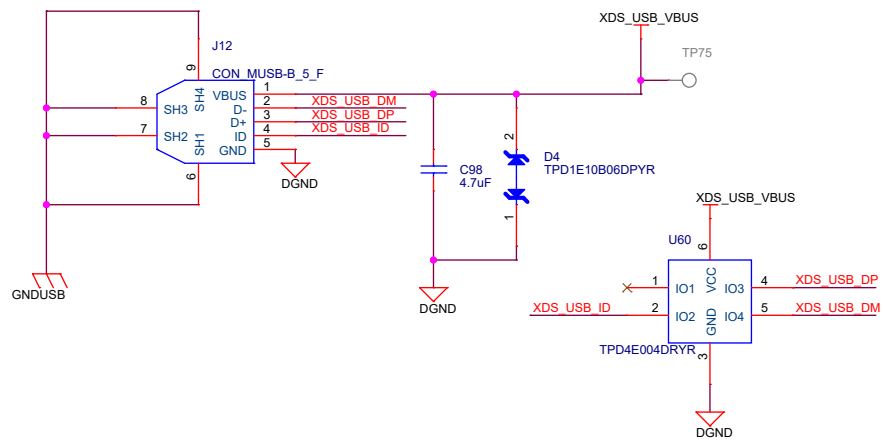 XDS_USB_VBUS
J12
TP75
CON_MUSB-B_5_F
9
SH4
VBUS
1
8
SH3
D-
2
XDS_USB_DM
D+
3
XDS_USB_DP
7
SH2
ID
4
XDS_USB_ID
SH1
GND
5
6
DGND
2
D4
TPD1E10B06DPYR
C98
4.7uF
1
DGND
GNDUSB
XDS_USB_VBUS
U60
6
VCC
1
IO1
IO3
4
XDS_USB_DP
XDS_USB_ID
2
IO2
GND
IO4
5
XDS_USB_DM
TPD4E004DRYR
3
DGND